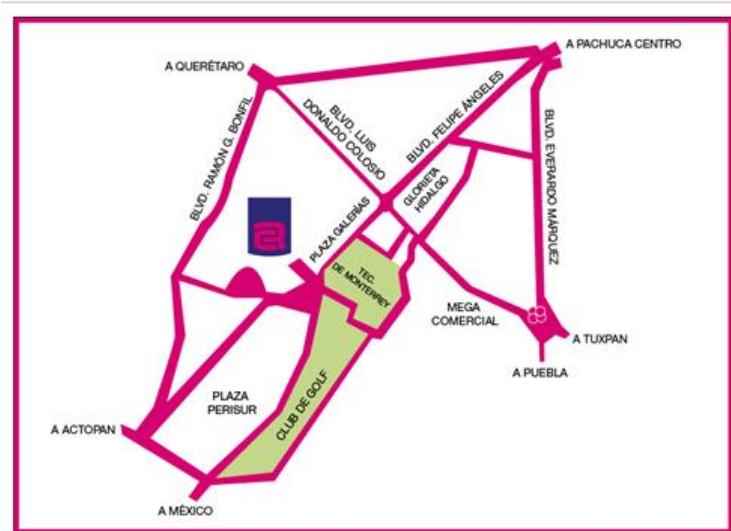 A PACHUCA CENTRO
A QUERÉTARO
BLVD. LUIS
DONALDO COLOSIO
BLVD. FELIPE ÁNGELES
BLVD. RAMÓN G. BONFIL
BLVD. EVERARDO MÁRQUEZ
GLORIETA
HIDALGO
PLAZA GALERÍAS
TEC.
DE MONTERREY
MEGA
COMERCIAL
A TUXPAN
A PUEBLA
PLAZA
PERISUR
CLUB DE GOLF
A ACTOPAN
A MÉXICO